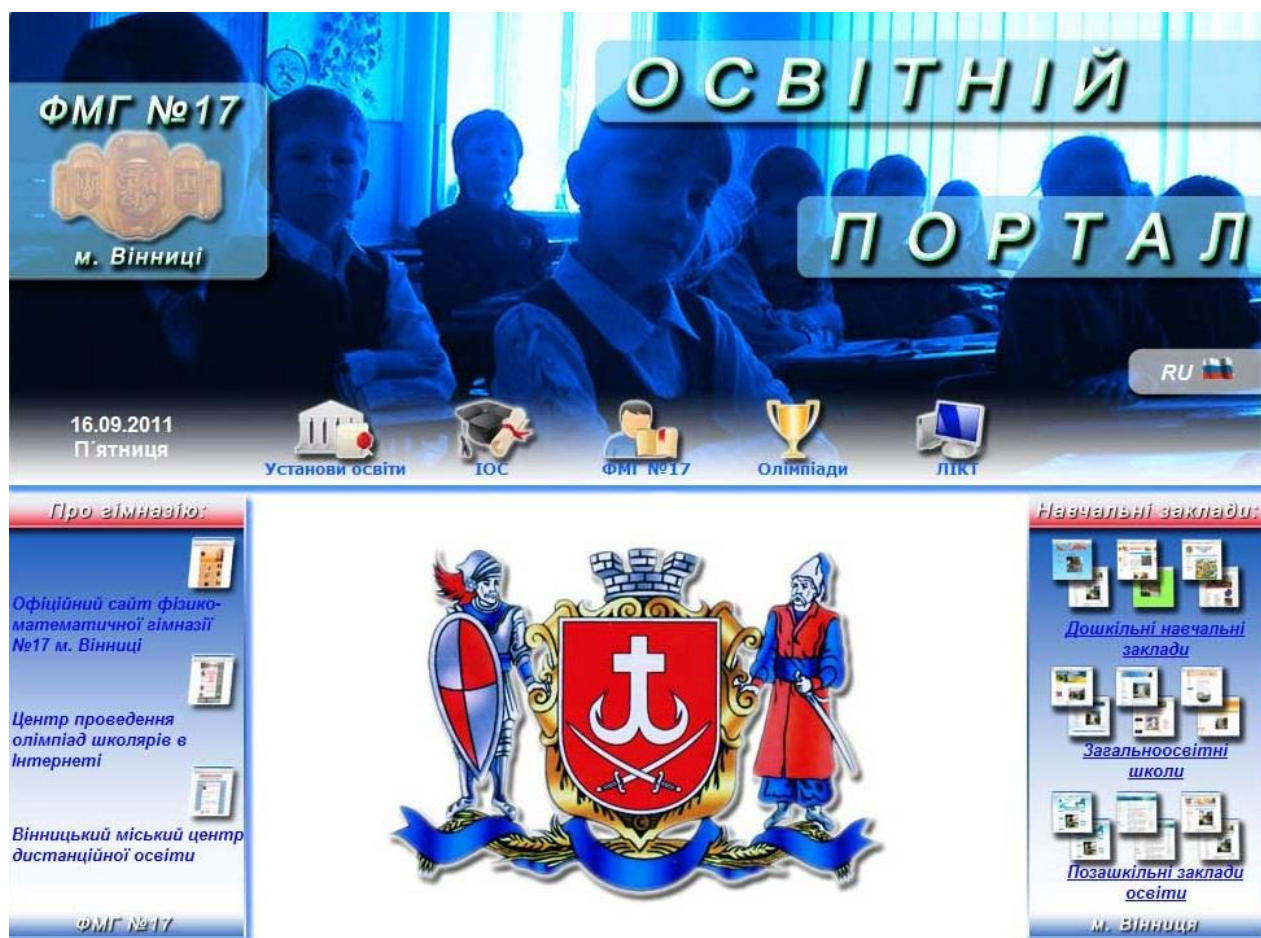 ОСВІТНІЙ
ФМГ №17
ПОРТАЛ
м. Вінниці
RU
16.09.2011
П´ятниця
Установи освіти
ІОС
ФМГ №17
Олімпіади
ЛІКТ
Про гімназію:
Офіційний сайт фізико-
математичної гімназії
№17 м. Вінниці
Центр проведення
олімпіад школярів в
Інтернеті
Вінницький міський центр
дистанційної освіти
ФМГ №17
Навчальні заклади:
Дошкільні навчальні
заклади
Загальноосвітні
школи
Позашкільні заклади
освіти
м. Вінниця